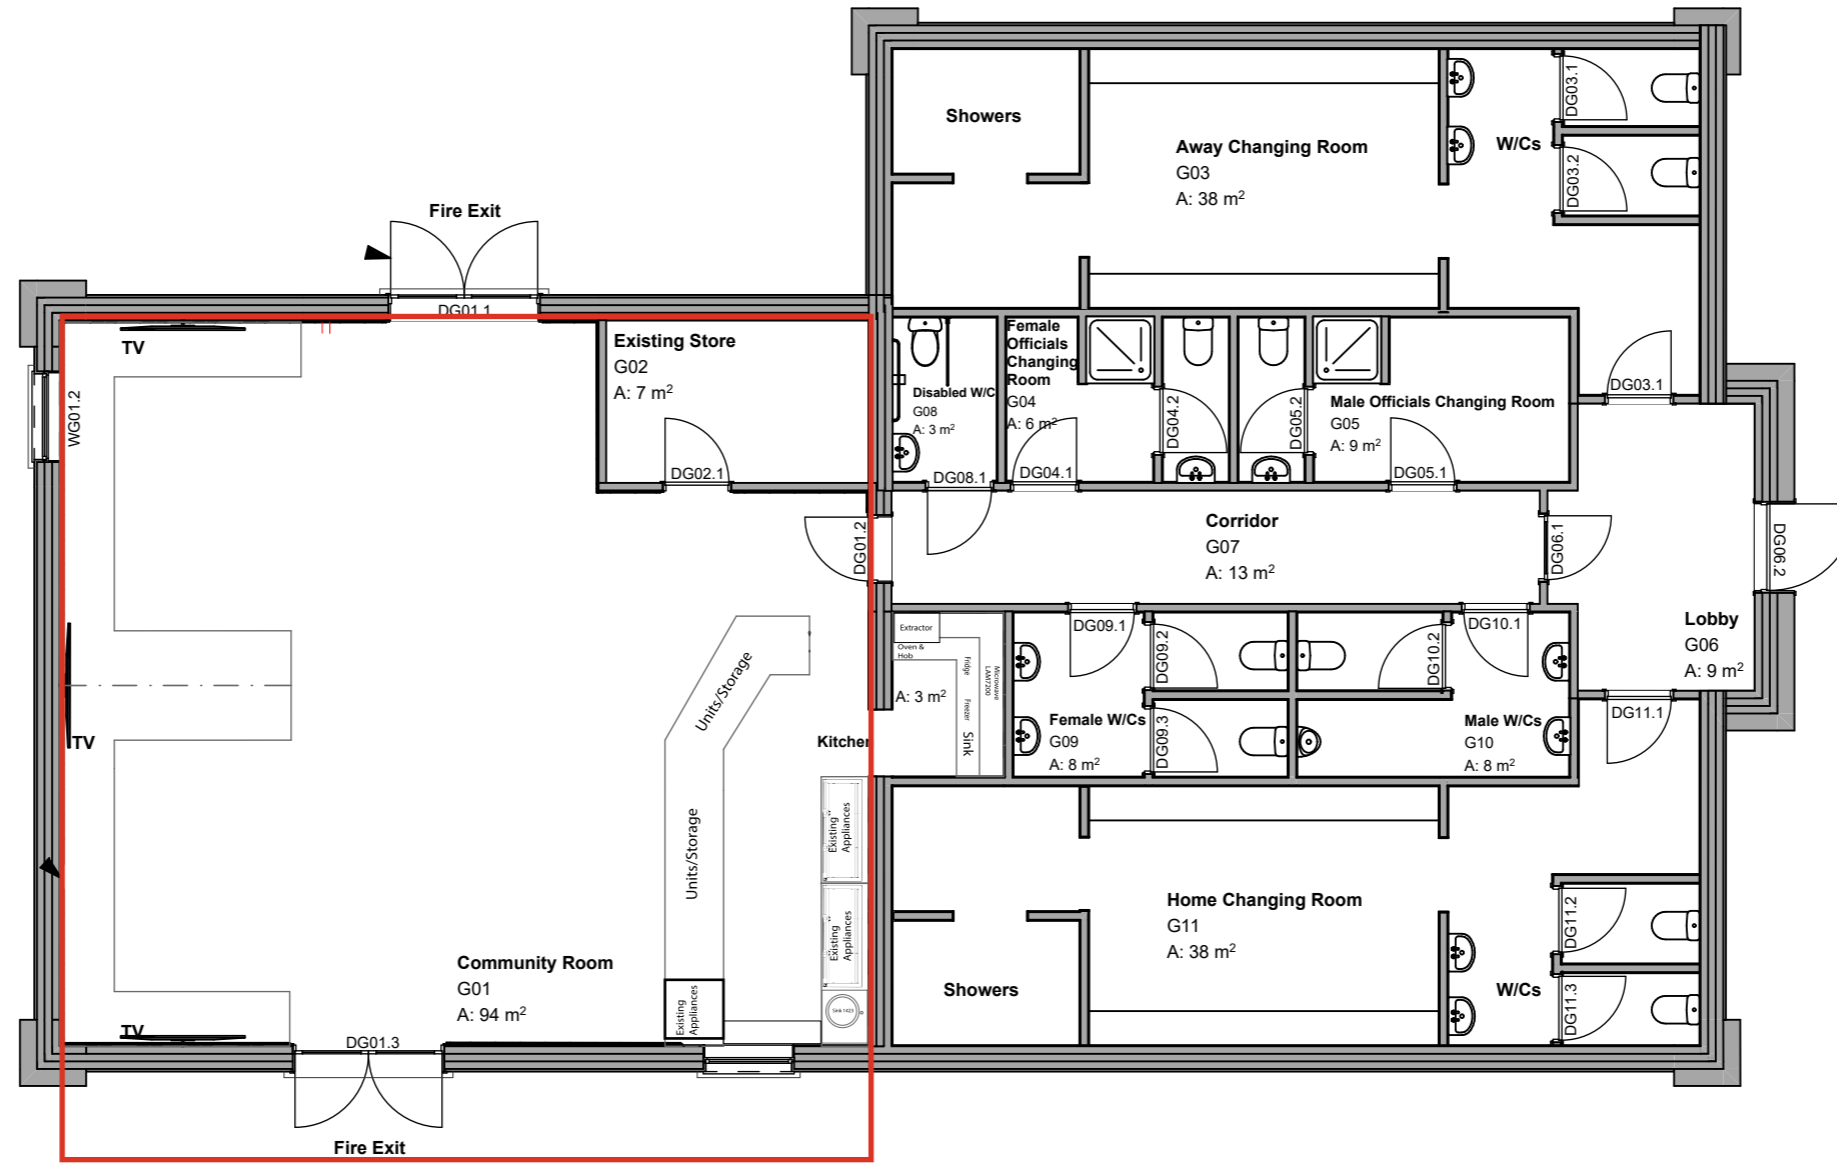 Showers
Away Changing Room
G03
A: 38 m²
W/Cs
DG03.1
DG03.2
Fire Exit
DG01.1
TV
WG01.2
Existing Store
G02
A: 7 m²
DG02.1
Disabled W/C
G08
A: 3 m²
DG08.1
Female
Officials
Changing
Room
G04
A: 6 m²
DG04.1
DG04.2
DG05.2
Male Officials Changing Room
G05
A: 9 m²
DG05.1
DG03.1
DG01.2
Corridor
G07
A: 13 m²
DG06.1
DG06.2
Lobby
G06
A: 9 m²
DG11.1
Extractor
Oven &
Hob
Fridge
Freezer
Microwave
LAM7200
Sink
A: 3 m²
Kitchen
DG09.1
DG09.2
DG09.3
Female W/Cs
G09
A: 8 m²
DG10.1
DG10.2
Male W/Cs
G10
A: 8 m²
TV
Units/Storage
Units/Storage
Existing
Appliances
Existing
Appliances
Existing
Appliances
Sink 1423
Community Room
G01
A: 94 m²
TV
DG01.3
Fire Exit
Home Changing Room
G11
A: 38 m²
Showers
W/Cs
DG11.2
DG11.3